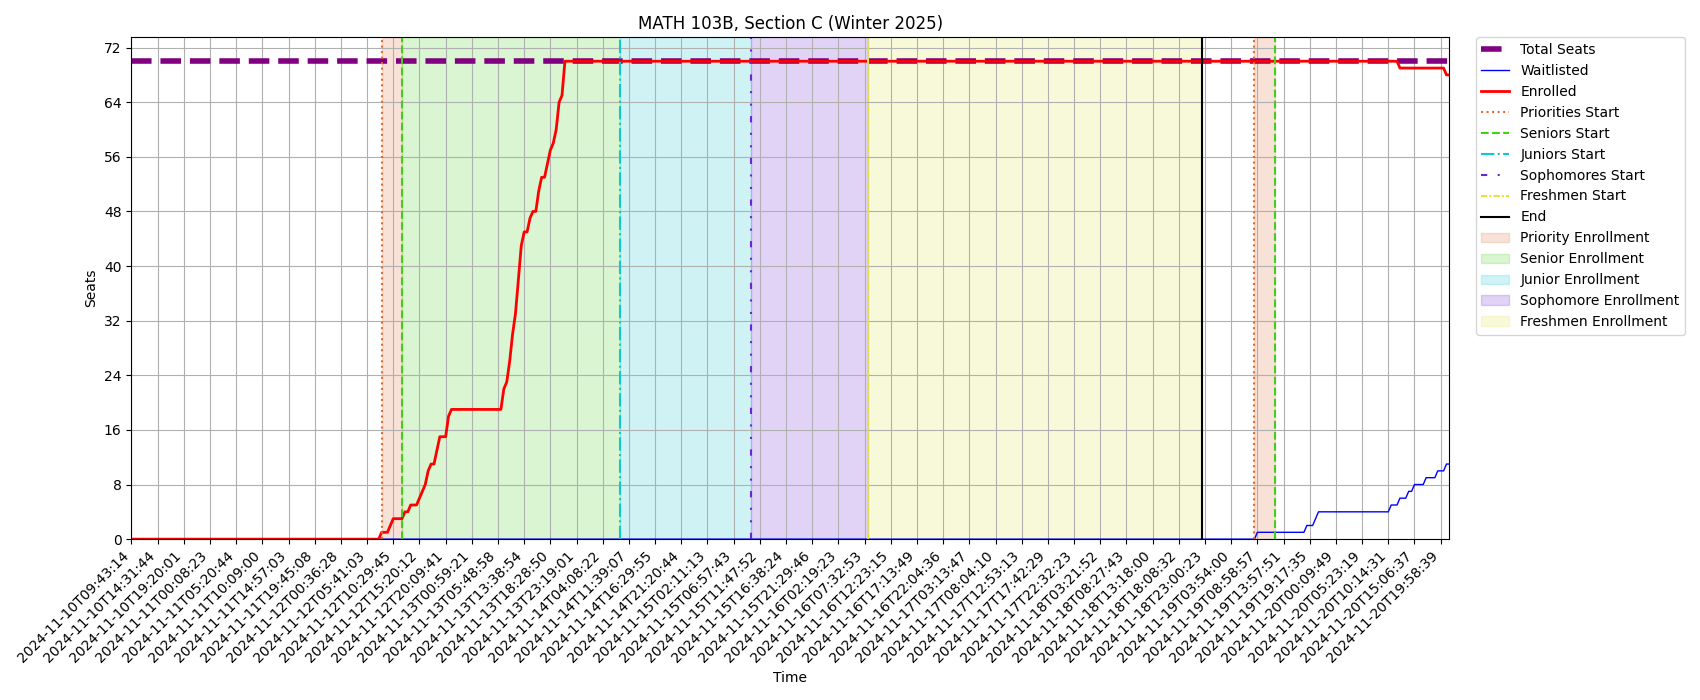 MATH 103B, Section C (Winter 2025)
72
64
56
48
40
32
24
16
8
0
Seats
2024-11-10T09:43:14
2024-11-10T14:31:44
2024-11-10T19:20:01
2024-11-11T00:08:23
2024-11-11T05:20:44
2024-11-11T10:09:00
2024-11-11T14:57:03
2024-11-11T19:45:08
2024-11-12T00:36:28
2024-11-12T05:41:03
2024-11-12T10:29:45
2024-11-12T15:20:12
2024-11-12T20:09:41
2024-11-13T00:59:21
2024-11-13T05:48:58
2024-11-13T13:38:54
2024-11-13T18:28:50
2024-11-13T23:19:01
2024-11-14T04:08:22
2024-11-14T11:39:07
2024-11-14T16:29:55
2024-11-14T21:20:44
2024-11-15T02:11:13
2024-11-15T06:57:43
2024-11-15T11:47:52
2024-11-15T16:38:24
2024-11-15T21:29:46
2024-11-16T02:19:23
2024-11-16T07:32:53
2024-11-16T12:23:15
2024-11-16T17:13:49
2024-11-16T22:04:36
2024-11-17T03:13:47
2024-11-17T08:04:10
2024-11-17T12:53:13
2024-11-17T17:42:29
2024-11-17T22:32:23
2024-11-18T03:21:52
2024-11-18T08:27:43
2024-11-18T13:18:00
2024-11-18T18:08:32
2024-11-18T23:00:23
2024-11-19T03:54:00
2024-11-19T08:58:57
2024-11-19T13:57:51
2024-11-19T19:17:35
2024-11-20T00:09:49
2024-11-20T05:23:19
2024-11-20T10:14:31
2024-11-20T15:06:37
2024-11-20T19:58:39
Time
Total Seats
Waitlisted
Enrolled
Priorities Start
Seniors Start
Juniors Start
Sophomores Start
Freshmen Start
End
Priority Enrollment
Senior Enrollment
Junior Enrollment
Sophomore Enrollment
Freshmen Enrollment